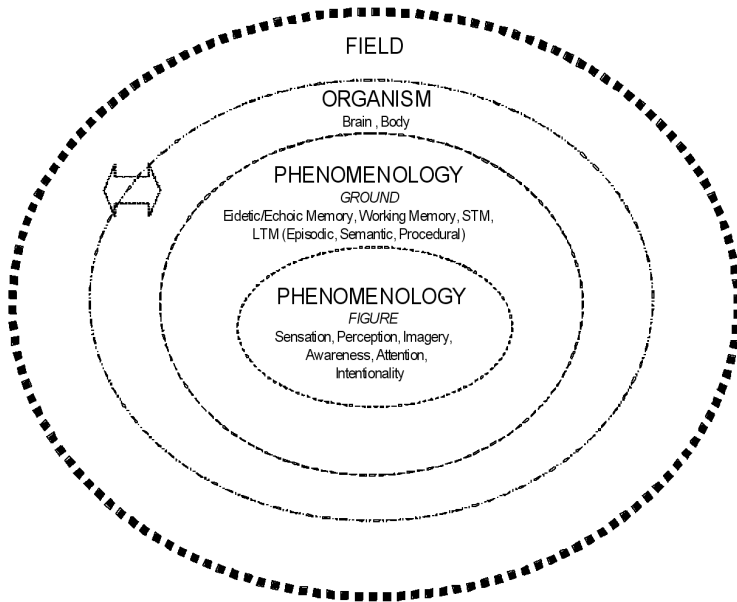 FIELD
ORGANISM
Brain , Body
PHENOMENOLOGY
GROUND
Eidetic/Echoic Memory, Working Memory, STM,
LTM (Episodic, Semantic, Procedural)
PHENOMENOLOGY
FIGURE
Sensation, Perception, Imagery,
Awareness, Attention,
Intentionality